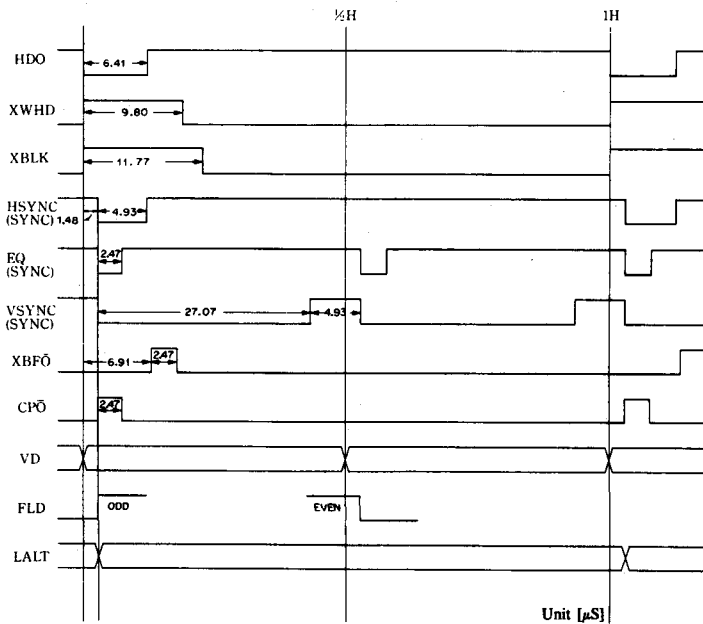 ½H 1H
HDO 6.41
XWHD 9.80
XBLK 11.77
HSYNC
(SYNC) 1.48 4.93
EQ
(SYNC) 2.47
VSYNC
(SYNC) 27.07 4.93
XBFŌ 6.91 2.47
CPŌ 2.47
VD
FLD ODD EVEN
LALT
Unit [µS]